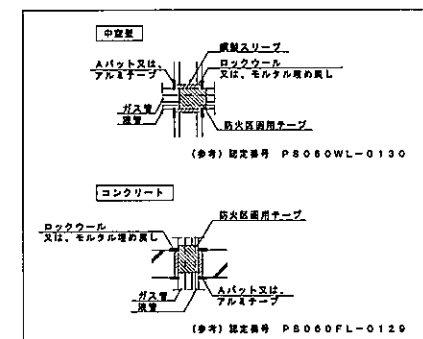 中空壁
鋼製スリーブ
Aパット又は、
アルミテープ
ロックウール
又は、モルタル埋め戻し
ガス管
液管
防火区画用テープ
(参考) 認定番号 PS060WL-0130
コンクリート
防火区画用テープ
ロックウール
又は、モルタル埋め戻し
Aパット又は、
アルミテープ
ガス管
液管
(参考) 認定番号 PS060FL-0129